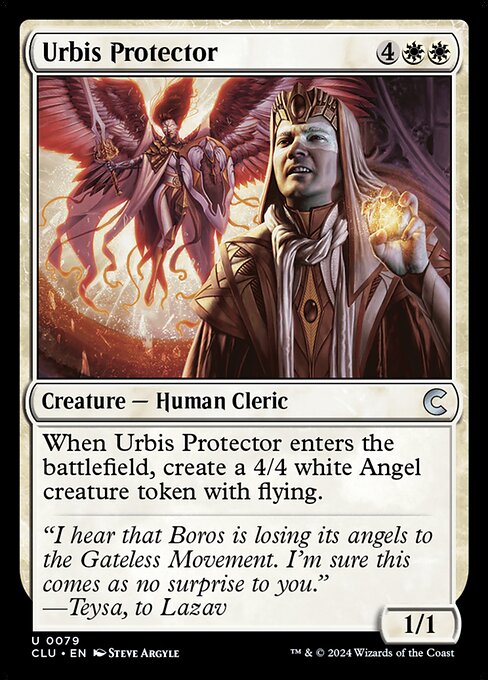 Urbis Protector 4
Creature — Human Cleric
When Urbis Protector enters the
battlefield, create a 4/4 white Angel
creature token with flying.
“I hear that Boros is losing its angels to
the Gateless Movement. I’m sure this
comes as no surprise to you.”
—Teysa, to Lazav
1/1
U 0079
CLU • EN Steve Argyle
™ & © 2024 Wizards of the Coast